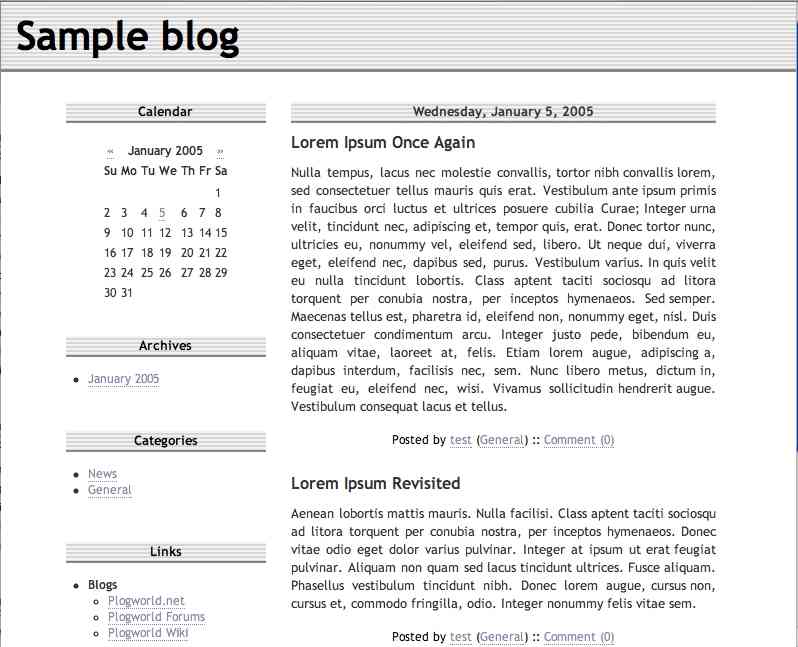 Sample blog
Calendar
« January 2005 »
Su Mo Tu We Th Fr Sa
1
2 3 4 5 6 7 8
9 10 11 12 13 14 15
16 17 18 19 20 21 22
23 24 25 26 27 28 29
30 31
Archives
January 2005
Categories
News
General
Links
Blogs
Plogworld.net
Plogworld Forums
Plogworld Wiki
Wednesday, January 5, 2005
Lorem Ipsum Once Again
Nulla tempus, lacus nec molestie convallis, tortor nibh convallis lorem,
sed consectetuer tellus mauris quis erat. Vestibulum ante ipsum primis
in faucibus orci luctus et ultrices posuere cubilia Curae; Integer urna
velit, tincidunt nec, adipiscing et, tempor quis, erat. Donec tortor nunc,
ultricies eu, nonummy vel, eleifend sed, libero. Ut neque dui, viverra
eget, eleifend nec, dapibus sed, purus. Vestibulum varius. In quis velit
eu nulla tincidunt lobortis. Class aptent taciti sociosqu ad litora
torquent per conubia nostra, per inceptos hymenaeos. Sed semper.
Maecenas tellus est, pharetra id, eleifend non, nonummy eget, nisl. Duis
consectetuer condimentum arcu. Integer justo pede, bibendum eu,
aliquam vitae, laoreet at, felis. Etiam lorem augue, adipiscing a,
dapibus interdum, facilisis nec, sem. Nunc libero metus, dictum in,
feugiat eu, eleifend nec, wisi. Vivamus sollicitudin hendrerit augue.
Vestibulum consequat lacus et tellus.
Posted by test (General) :: Comment (0)
Lorem Ipsum Revisited
Aenean lobortis mattis mauris. Nulla facilisi. Class aptent taciti sociosqu
ad litora torquent per conubia nostra, per inceptos hymenaeos. Donec
vitae odio eget dolor varius pulvinar. Integer at ipsum ut erat feugiat
pulvinar. Aliquam non quam sed lacus tincidunt ultrices. Fusce aliquam.
Phasellus vestibulum tincidunt nibh. Donec lorem augue, cursus non,
cursus et, commodo fringilla, odio. Integer nonummy felis vitae sem.
Posted by test (General) :: Comment (0)